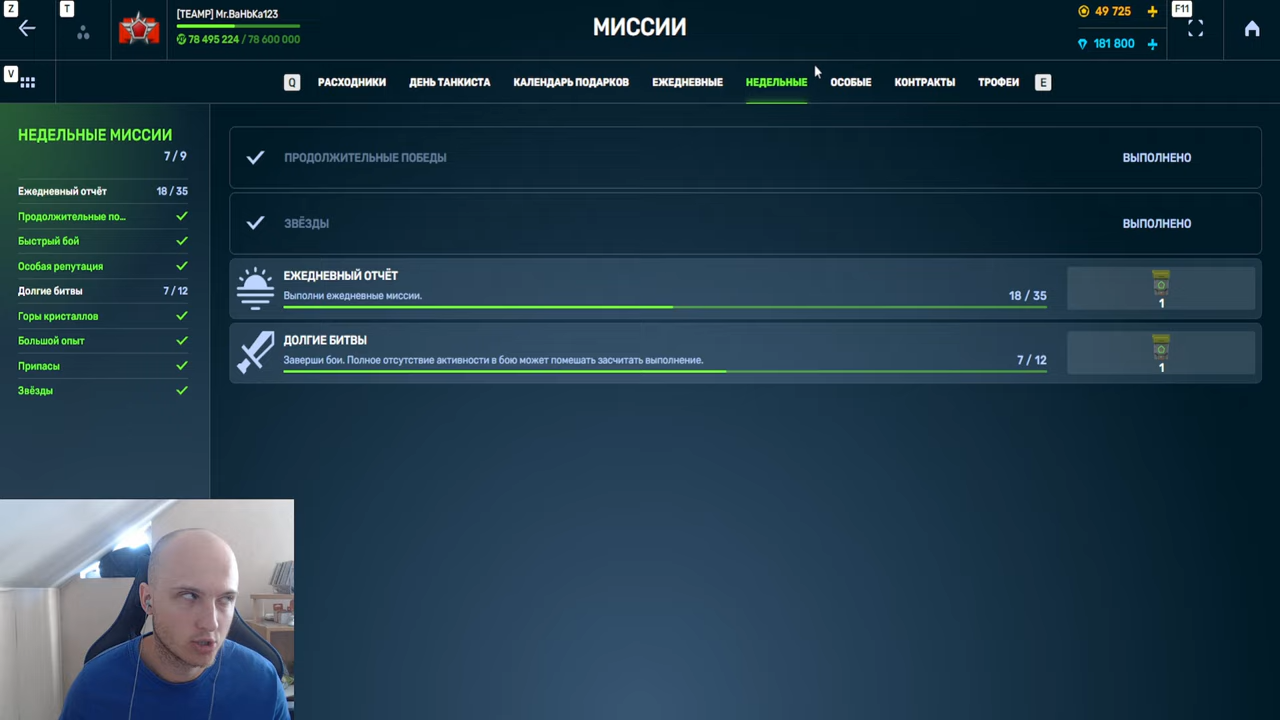 Z
T
[TEAMP] Mr.BaHbKa123
78 495 224 / 78 600 000
МИССИИ
49 725
F11
181 800
V
Q
РАСХОДНИКИ
ДЕНЬ ТАНКИСТА
КАЛЕНДАРЬ ПОДАРКОВ
ЕЖЕДНЕВНЫЕ
НЕДЕЛЬНЫЕ
ОСОБЫЕ
КОНТРАКТЫ
ТРОФЕИ
E
НЕДЕЛЬНЫЕ МИССИИ
7 / 9
Ежедневный отчёт 18 / 35
Продолжительные по...
Быстрый бой
Особая репутация
Долгие битвы 7 / 12
Горы кристаллов
Большой опыт
Припасы
Звёзды
ПРОДОЛЖИТЕЛЬНЫЕ ПОБЕДЫ ВЫПОЛНЕНО
ЗВЁЗДЫ ВЫПОЛНЕНО
ЕЖЕДНЕВНЫЙ ОТЧЁТ
Выполни ежедневные миссии. 18 / 35
1
ДОЛГИЕ БИТВЫ
Заверши бои. Полное отсутствие активности в бою может помешать засчитать выполнение. 7 / 12
1